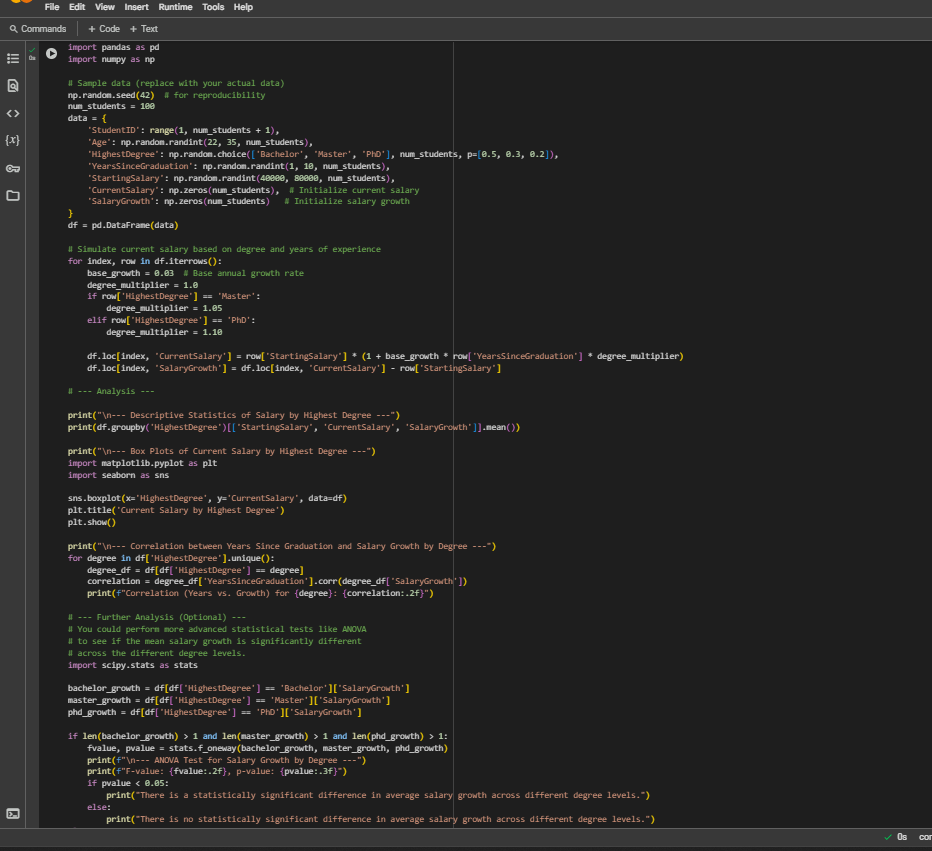 File Edit View Insert Runtime Tools Help
Commands + Code + Text
0s
import pandas as pd
import numpy as np
# Sample data (replace with your actual data)
np.random.seed(42)  # for reproducibility
num_students = 100
data = {
    'StudentID': range(1, num_students + 1),
    'Age': np.random.randint(22, 35, num_students),
    'HighestDegree': np.random.choice(['Bachelor', 'Master', 'PhD'], num_students, p=[0.5, 0.3, 0.2]),
    'YearsSinceGraduation': np.random.randint(1, 10, num_students),
    'StartingSalary': np.random.randint(40000, 80000, num_students),
    'CurrentSalary': np.zeros(num_students),  # Initialize current salary
    'SalaryGrowth': np.zeros(num_students)   # Initialize salary growth
}
df = pd.DataFrame(data)
# Simulate current salary based on degree and years of experience
for index, row in df.iterrows():
    base_growth = 0.03  # Base annual growth rate
    degree_multiplier = 1.0
    if row['HighestDegree'] == 'Master':
        degree_multiplier = 1.05
    elif row['HighestDegree'] == 'PhD':
        degree_multiplier = 1.10
    df.loc[index, 'CurrentSalary'] = row['StartingSalary'] * (1 + base_growth * row['YearsSinceGraduation'] * degree_multiplier)
    df.loc[index, 'SalaryGrowth'] = df.loc[index, 'CurrentSalary'] - row['StartingSalary']
# --- Analysis ---
print("\n--- Descriptive Statistics of Salary by Highest Degree ---")
print(df.groupby('HighestDegree')[['StartingSalary', 'CurrentSalary', 'SalaryGrowth']].mean())
print("\n--- Box Plots of Current Salary by Highest Degree ---")
import matplotlib.pyplot as plt
import seaborn as sns
sns.boxplot(x='HighestDegree', y='CurrentSalary', data=df)
plt.title('Current Salary by Highest Degree')
plt.show()
print("\n--- Correlation between Years Since Graduation and Salary Growth by Degree ---")
for degree in df['HighestDegree'].unique():
    degree_df = df[df['HighestDegree'] == degree]
    correlation = degree_df['YearsSinceGraduation'].corr(degree_df['SalaryGrowth'])
    print(f"Correlation (Years vs. Growth) for {degree}: {correlation:.2f}")
# --- Further Analysis (Optional) ---
# You could perform more advanced statistical tests like ANOVA
# to see if the mean salary growth is significantly different
# across the different degree levels.
import scipy.stats as stats
bachelor_growth = df[df['HighestDegree'] == 'Bachelor']['SalaryGrowth']
master_growth = df[df['HighestDegree'] == 'Master']['SalaryGrowth']
phd_growth = df[df['HighestDegree'] == 'PhD']['SalaryGrowth']
if len(bachelor_growth) > 1 and len(master_growth) > 1 and len(phd_growth) > 1:
    fvalue, pvalue = stats.f_oneway(bachelor_growth, master_growth, phd_growth)
    print(f"\n--- ANOVA Test for Salary Growth by Degree ---")
    print(f"F-value: {fvalue:.2f}, p-value: {pvalue:.3f}")
    if pvalue < 0.05:
        print("There is a statistically significant difference in average salary growth across different degree levels.")
    else:
        print("There is no statistically significant difference in average salary growth across different degree levels.")
0s